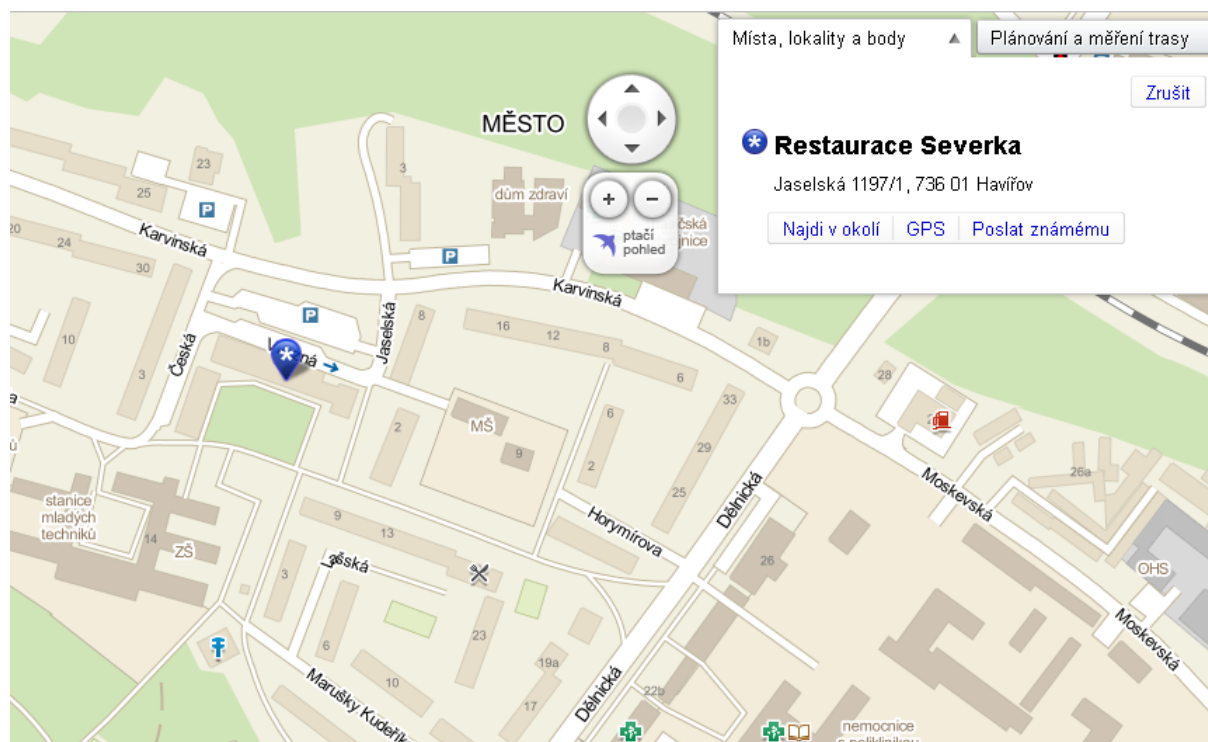 Místa, lokality a body
Plánování a měření trasy
Zrušit
Restaurace Severka
Jaselská 1197/1, 736 01 Havířov
Najdi v okolí
GPS
Poslat známému
MĚSTO
ptačí
pohled
23
25
P
20
24
30
Karvinská
3
dům zdraví
P
Karvinská
P
10
3
Česká
Jaselská
8
16
12
8
6
1b
28
2
MŠ
9
6
2
33
29
25
Dělnická
Moskevská
26a
stanice
mladých
techniků
14
ZŠ
9
13
Horymírova
26
OHS
3
6
10
23
19a
17
Dělnická
22b
Moskevská
nemocnice
s poliklinikou